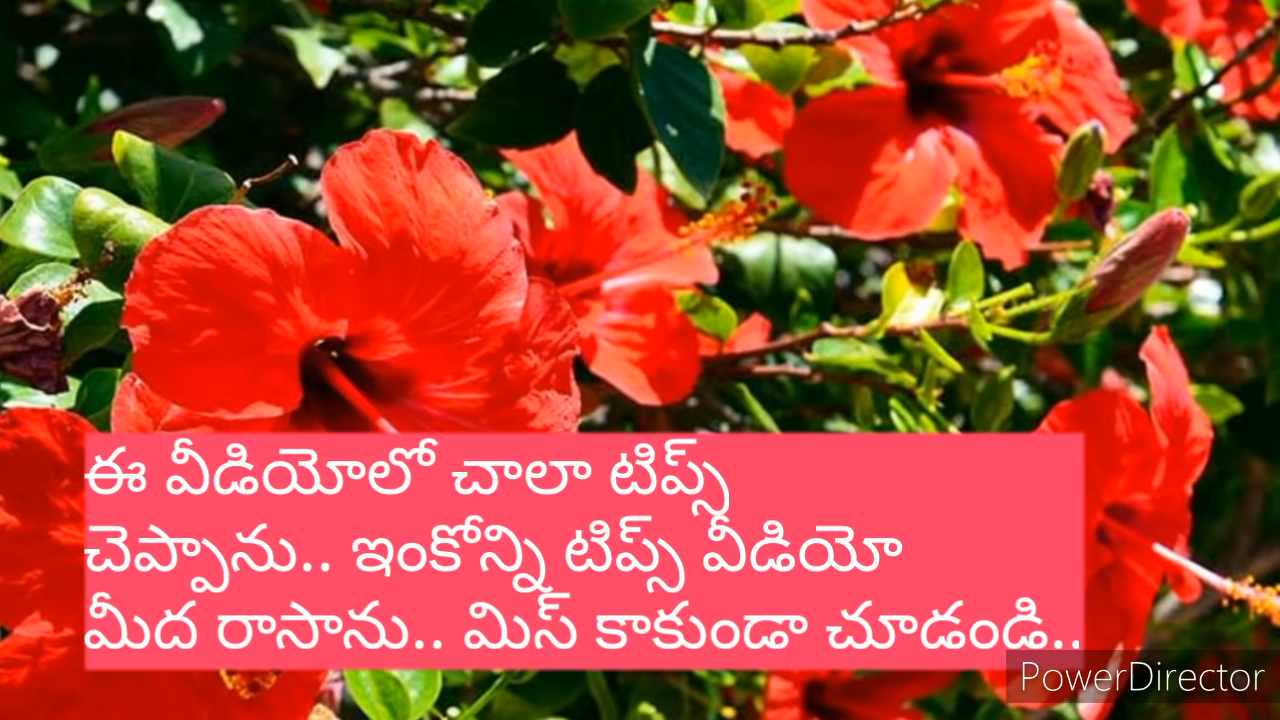 ఈ వీడియోలో చాలా టిప్స్
చెప్పాను.. ఇంకోన్ని టిప్స్ వీడియో
మీద రాసాను.. మిస్ కాకుండా చూడండి..
PowerDirector